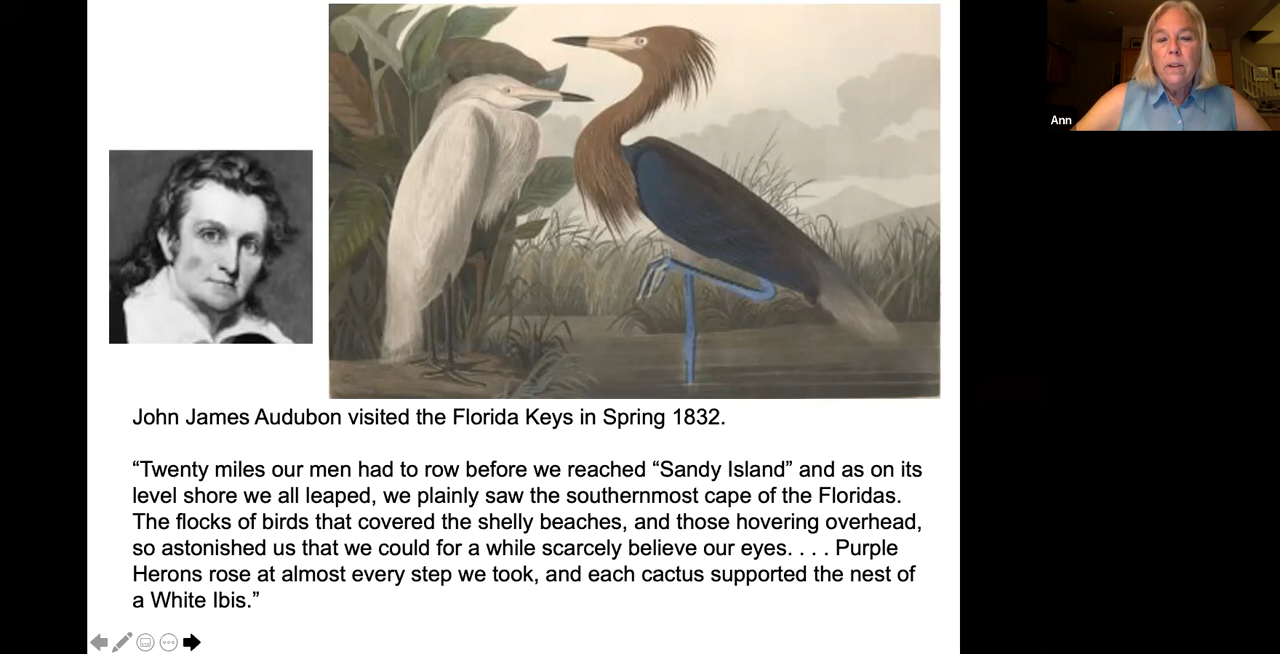 Ann
John James Audubon visited the Florida Keys in Spring 1832.
“Twenty miles our men had to row before we reached “Sandy Island” and as on its
level shore we all leaped, we plainly saw the southernmost cape of the Floridas.
The flocks of birds that covered the shelly beaches, and those hovering overhead,
so astonished us that we could for a while scarcely believe our eyes. . . . Purple
Herons rose at almost every step we took, and each cactus supported the nest of
a White Ibis.”